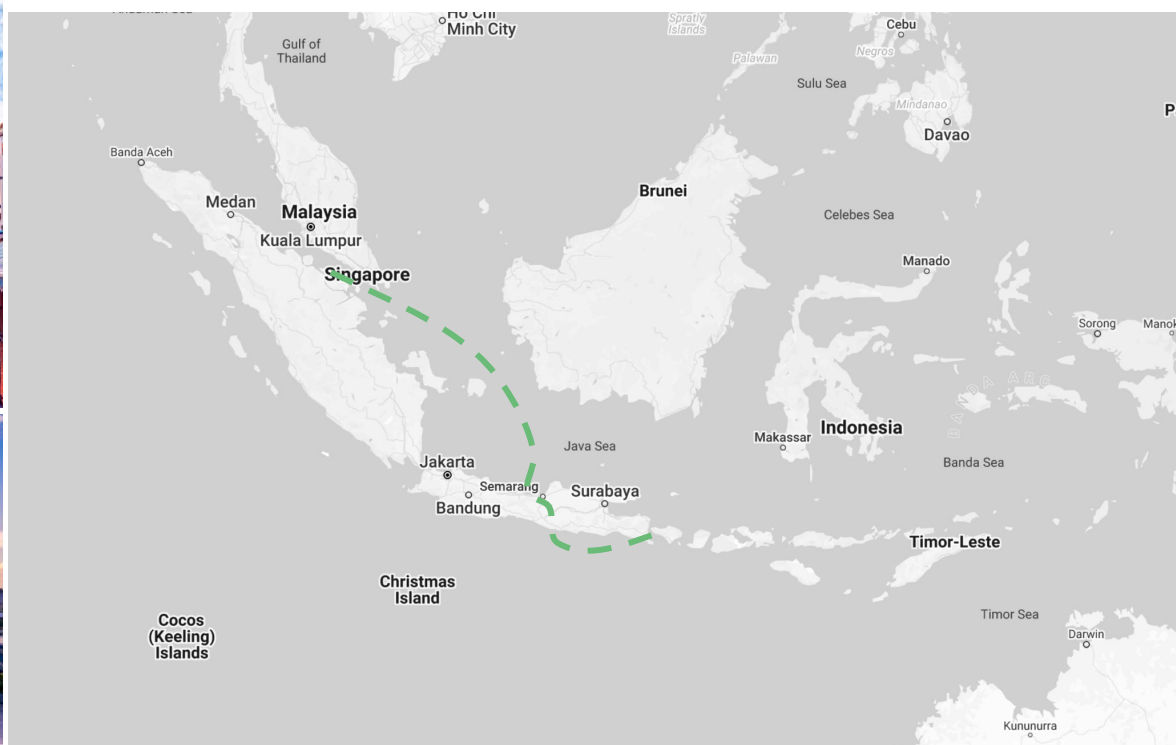 Ho Chi
Minh City
Spratly
Islands
Cebu
Gulf of
Thailand
Negros
Palawan
Sulu Sea
Mindanao
P
Davao
Banda Aceh
Brunei
Medan
Malaysia
Celebes Sea
Kuala Lumpur
Manado
Singapore
Sorong
Manok
Indonesia
Makassar
Java Sea
Jakarta
Banda Sea
Semarang
Surabaya
Bandung
Timor-Leste
Christmas
Island
Cocos
(Keeling)
Islands
Timor Sea
Darwin
Kununurra